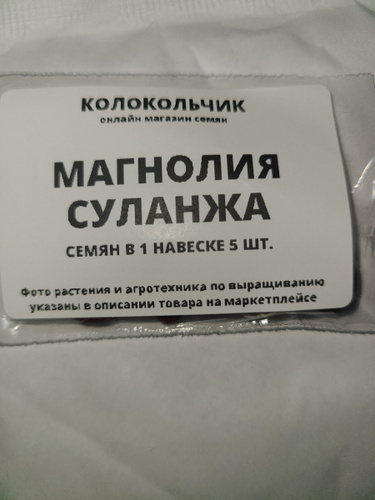 КОЛОКОЛЬЧИК
онлайн магазин семян
МАГНОЛИЯ
СУЛАНЖА
СЕМЯН В 1 НАВЕСКЕ 5 ШТ.
Фото растения и агротехника по выращиванию
указаны в описании товара на маркетплейсе